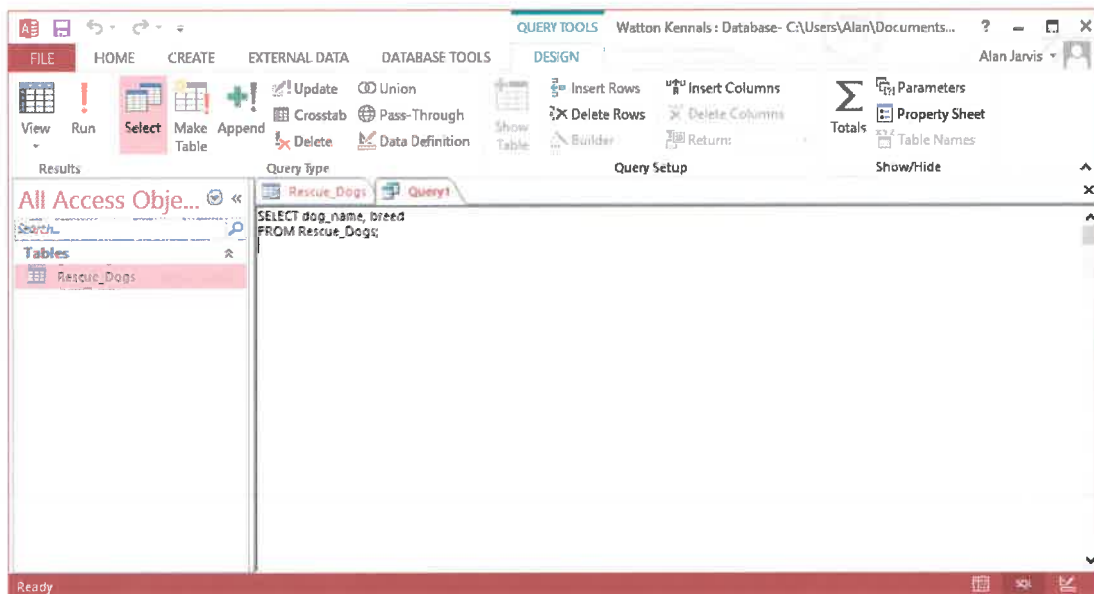 QUERY TOOLS Watton Kennals : Database- C:\Users\Alan\Documents... ?
FILE HOME CREATE EXTERNAL DATA DATABASE TOOLS DESIGN Alan Jarvis
View Run Select Make Table Append
Update Union
Crosstab Pass-Through
Delete Data Definition
Show Table
Insert Rows Insert Columns
Delete Rows Delete Columns
Builder Return:
Totals
Parameters
Property Sheet
Table Names
Results Query Type Query Setup Show/Hide
All Access Obje... «
Search...
Tables
Rescue_Dogs
Rescue_Dogs Query1
SELECT dog_name, breed
FROM Rescue_Dogs;
Ready SQL